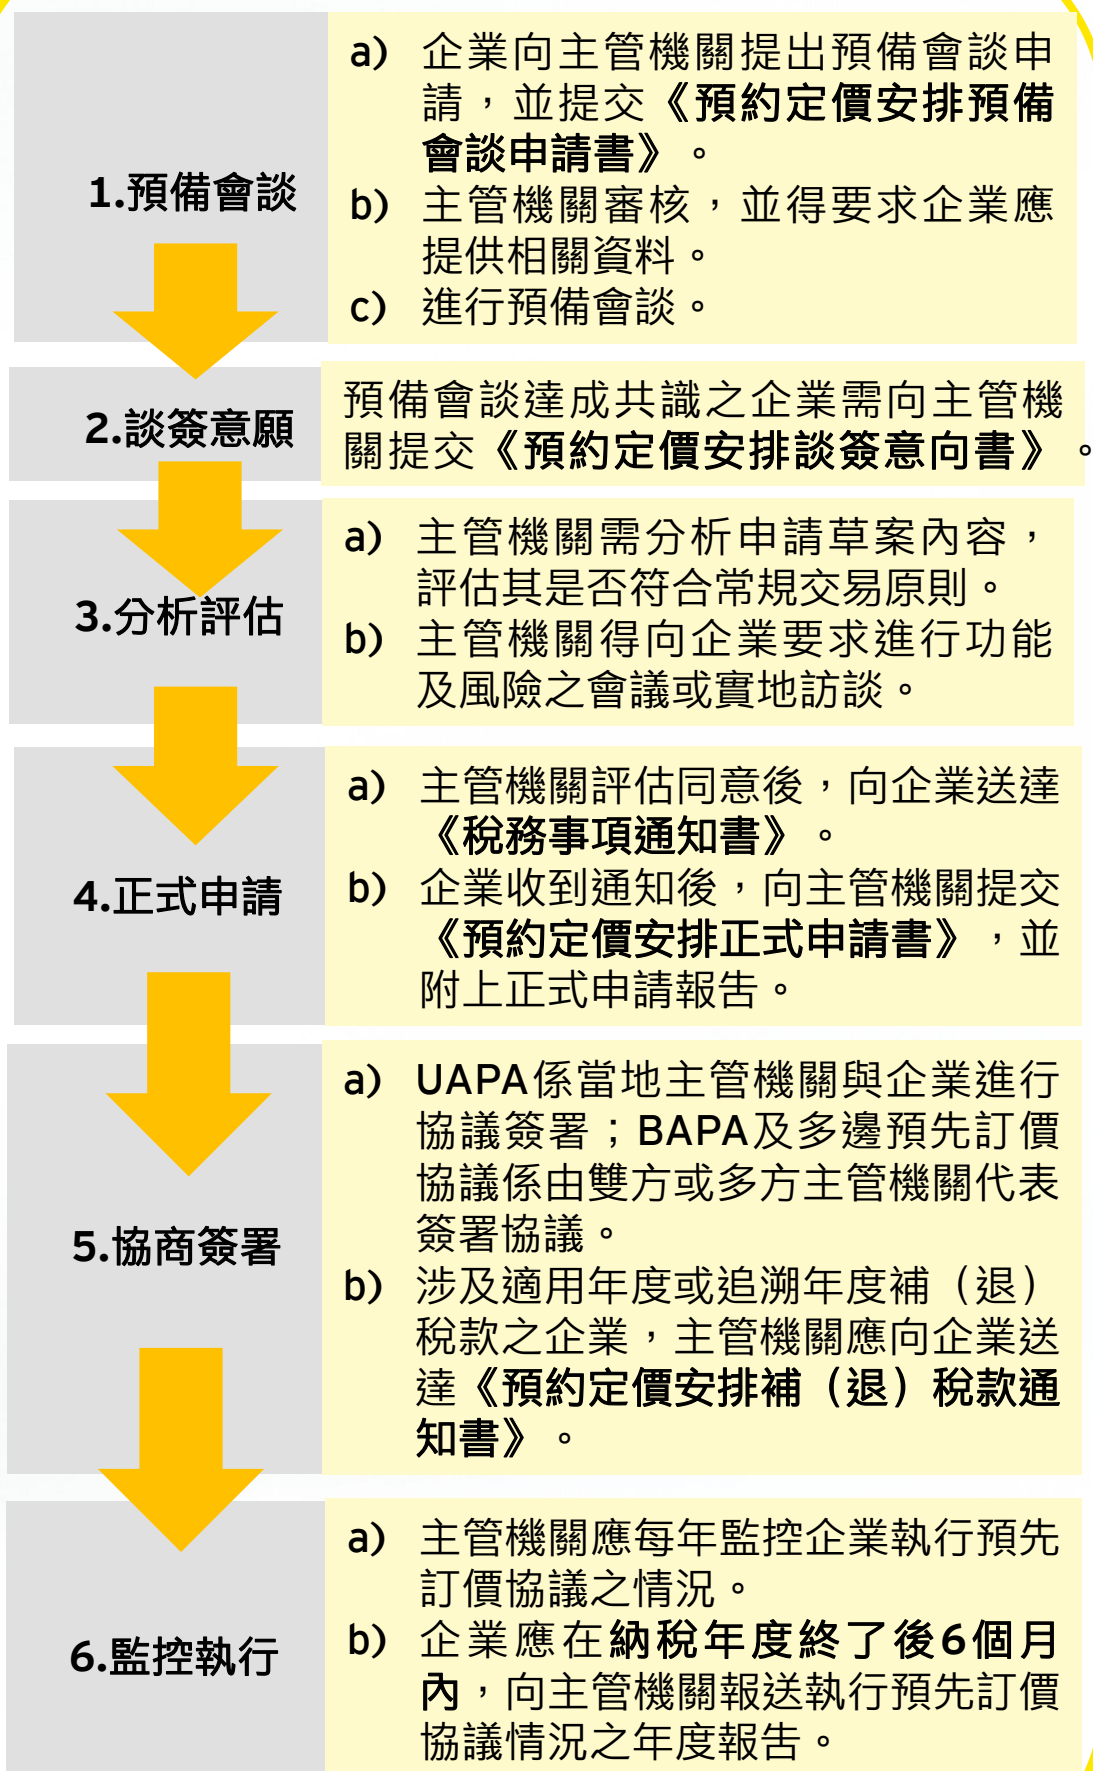 1.預備會談
a) 企業向主管機關提出預備會談申
請，並提交《預約定價安排預備
會談申請書》。
b) 主管機關審核，並得要求企業應
提供相關資料。
c) 進行預備會談。
2.談簽意願
預備會談達成共識之企業需向主管機
關提交《預約定價安排談簽意向書》。
3.分析評估
a) 主管機關需分析申請草案內容，
評估其是否符合常規交易原則。
b) 主管機關得向企業要求進行功能
及風險之會議或實地訪談。
4.正式申請
a) 主管機關評估同意後，向企業送達
《稅務事項通知書》。
b) 企業收到通知後，向主管機關提交
《預約定價安排正式申請書》，並
附上正式申請報告。
5.協商簽署
a) UAPA係當地主管機關與企業進行
協議簽署；BAPA及多邊預先訂價
協議係由雙方或多方主管機關代表
簽署協議。
b) 涉及適用年度或追溯年度補（退）
稅款之企業，主管機關應向企業送
達《預約定價安排補（退）稅款通
知書》。
6.監控執行
a) 主管機關應每年監控企業執行預先
訂價協議之情況。
b) 企業應在納稅年度終了後6個月
內，向主管機關報送執行預先訂價
協議情況之年度報告。